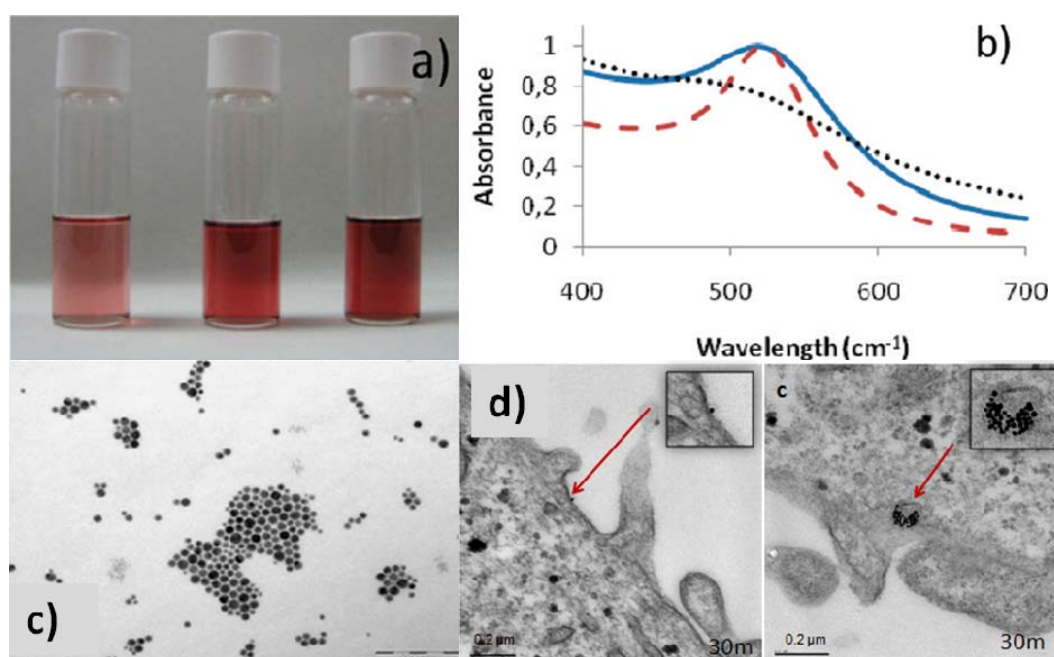 a)
b)
Absorbance
1
0,8
0,6
0,4
0,2
0
400 500 600 700
Wavelength (cm-1)
c)
d)
0.2 µm
30m
c
0.2 µm
30m